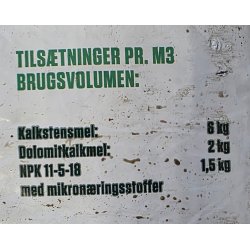 TILSÆTNINGER PR. M3
BRUGSVOLUMEN:
Kalkstensmel: 6 kg
Dolomitkalkmel: 2 kg
NPK 11-5-18 1,5 kg
med mikronæringsstoffer